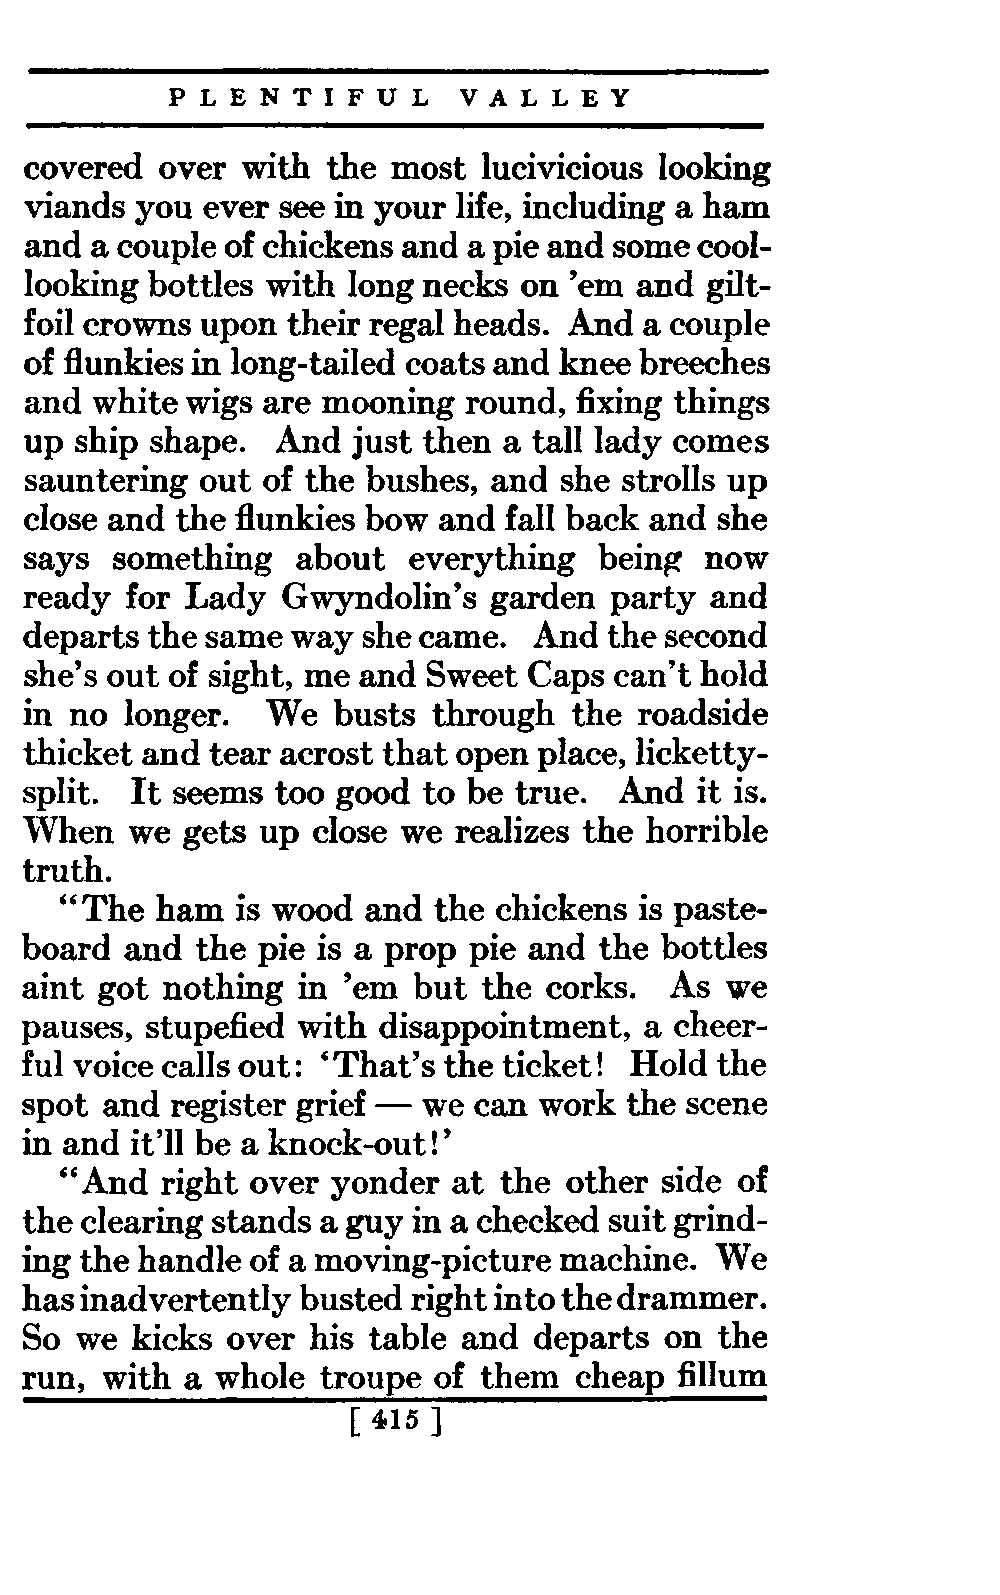 PLENTIFUL VALLEY
covered over with the most lucivicious looking
viands you ever see in your life, including a ham
and a couple of chickens and a pie and some cool-
looking bottles with long necks on ’em and gilt-
foil crowns upon their regal heads. And a couple
of flunkies in long-tailed coats and knee breeches
and white wigs are mooning round, fixing things
up ship shape. And just then a tall lady comes
sauntering out of the bushes, and she strolls up
close and the flunkies bow and fall back and she
says something about everything being now
ready for Lady Gwyndolin’s garden party and
departs the same way she came. And the second
she’s out of sight, me and Sweet Caps can’t hold
in no longer. We busts through the roadside
thicket and tear acrost that open place, licketty-
split. It seems too good to be true. And it is.
When we gets up close we realizes the horrible
truth.
“The ham is wood and the chickens is paste-
board and the pie is a prop pie and the bottles
aint got nothing in ’em but the corks. As we
pauses, stupefied with disappointment, a cheer-
ful voice calls out: ‘That’s the ticket! Hold the
spot and register grief — we can work the scene
in and it’ll be a knock-out!’
“And right over yonder at the other side of
the clearing stands a guy in a checked suit grind-
ing the handle of a moving-picture machine. We
has inadvertently busted right into the drammer.
So we kicks over his table and departs on the
run, with a whole troupe of them cheap fillum
[ 415 ]